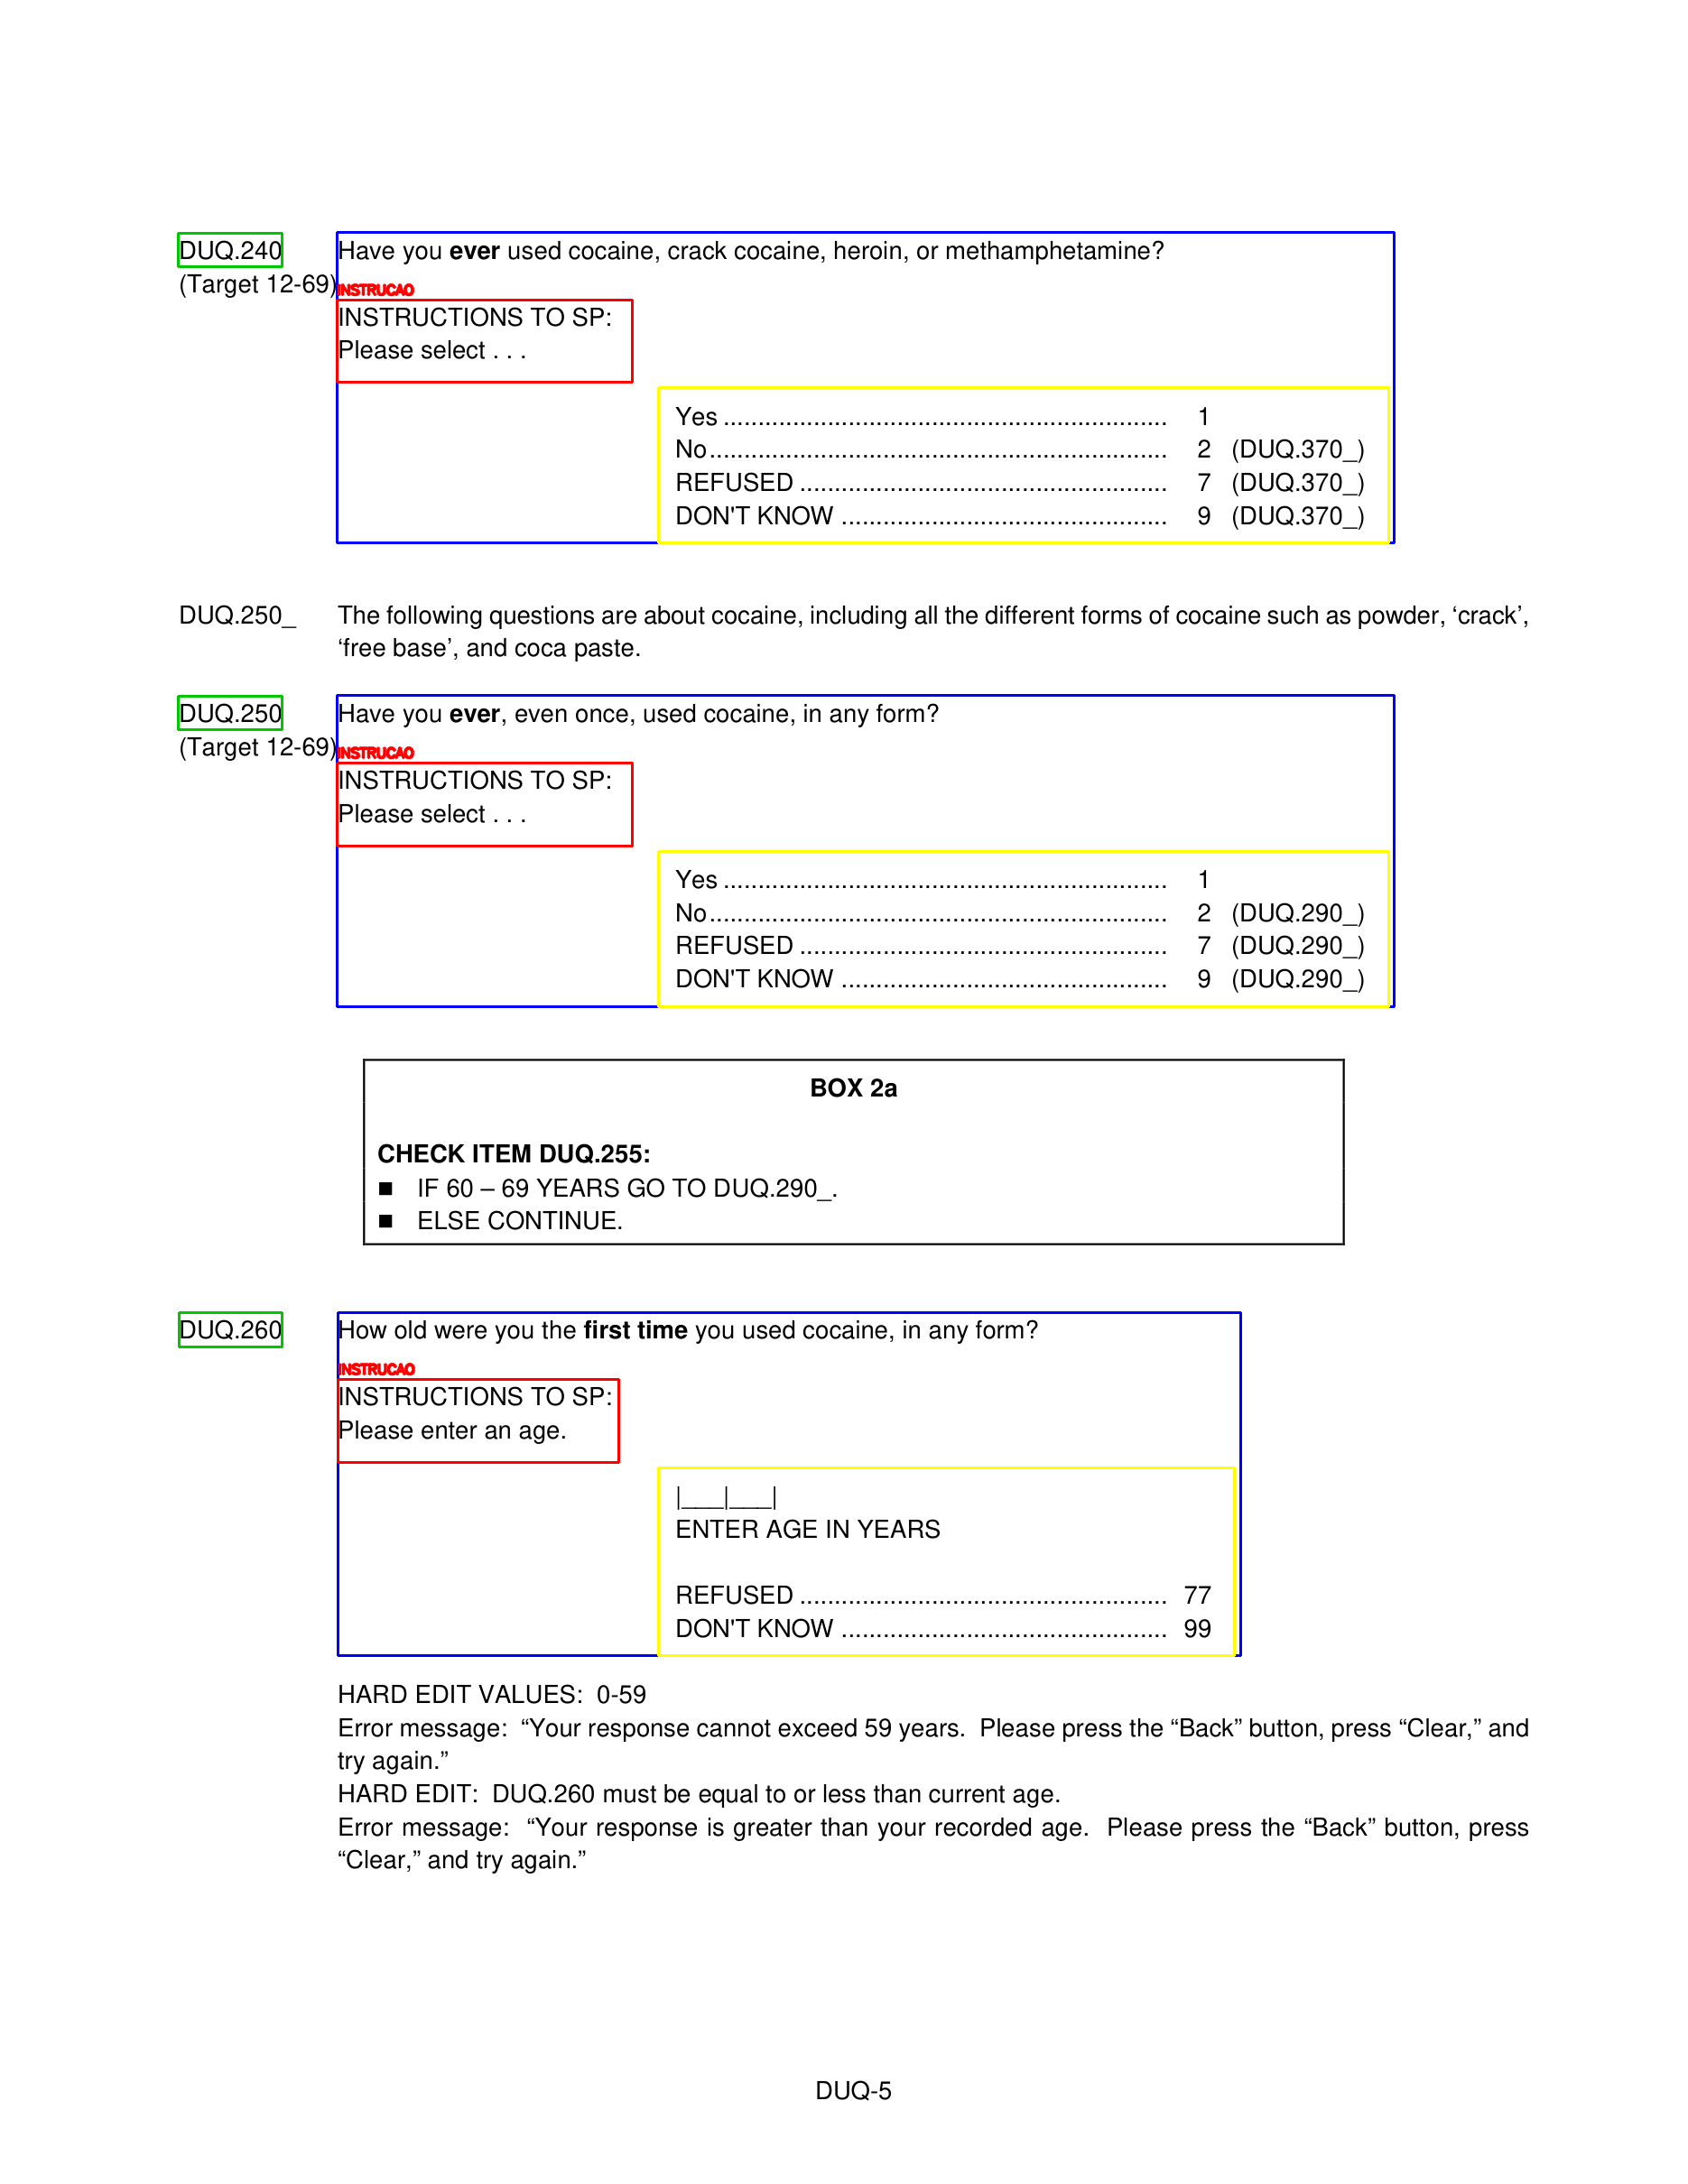 DUQ.240 Have you ever used cocaine, crack cocaine, heroin, or methamphetamine?
(Target 12-69)
INSTRUCAO
INSTRUCTIONS TO SP:
Please select . . .
Yes ................................................................ 1
No.................................................................. 2 (DUQ.370_)
REFUSED ..................................................... 7 (DUQ.370_)
DON'T KNOW ............................................... 9 (DUQ.370_)
DUQ.250_ The following questions are about cocaine, including all the different forms of cocaine such as powder, ‘crack’,
‘free base’, and coca paste.
DUQ.250 Have you ever, even once, used cocaine, in any form?
(Target 12-69)
INSTRUCAO
INSTRUCTIONS TO SP:
Please select . . .
Yes ................................................................ 1
No.................................................................. 2 (DUQ.290_)
REFUSED ..................................................... 7 (DUQ.290_)
DON'T KNOW ............................................... 9 (DUQ.290_)
BOX 2a
CHECK ITEM DUQ.255:
■ IF 60 – 69 YEARS GO TO DUQ.290_.
■ ELSE CONTINUE.
DUQ.260 How old were you the first time you used cocaine, in any form?
INSTRUCAO
INSTRUCTIONS TO SP:
Please enter an age.
|___|___|
ENTER AGE IN YEARS
REFUSED ..................................................... 77
DON'T KNOW ............................................... 99
HARD EDIT VALUES: 0-59
Error message: “Your response cannot exceed 59 years. Please press the “Back” button, press “Clear,” and
try again.”
HARD EDIT: DUQ.260 must be equal to or less than current age.
Error message: “Your response is greater than your recorded age. Please press the “Back” button, press
“Clear,” and try again.”
DUQ-5